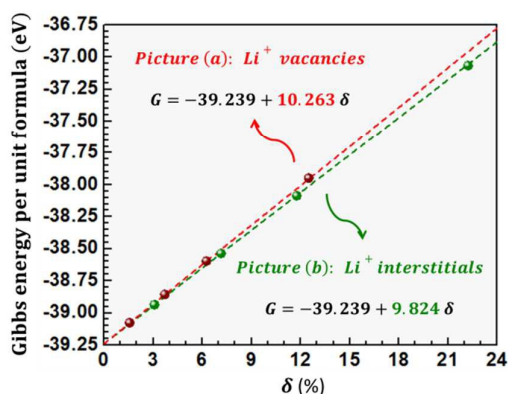 Gibbs energy per unit formula (eV)
-36.75
-37.00
-37.25
-37.50
-37.75
-38.00
-38.25
-38.50
-38.75
-39.00
-39.25
Picture (a): Li⁺ vacancies
G = −39.239 + 10.263 δ
Picture (b): Li⁺ interstitials
G = −39.239 + 9.824 δ
0 3 6 9 12 15 18 21 24
δ (%)